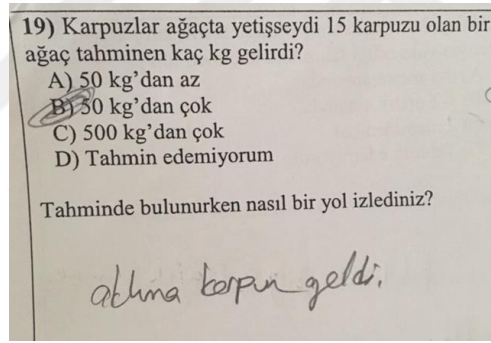 19) Karpuzlar ağaçta yetişseydi 15 karpuzu olan bir
ağaç tahminen kaç kg gelirdi?
A) 50 kg'dan az
B) 50 kg'dan çok
C) 500 kg'dan çok
D) Tahmin edemiyorum
Tahminde bulunurken nasıl bir yol izlediniz?
aklıma karpuz geldi.